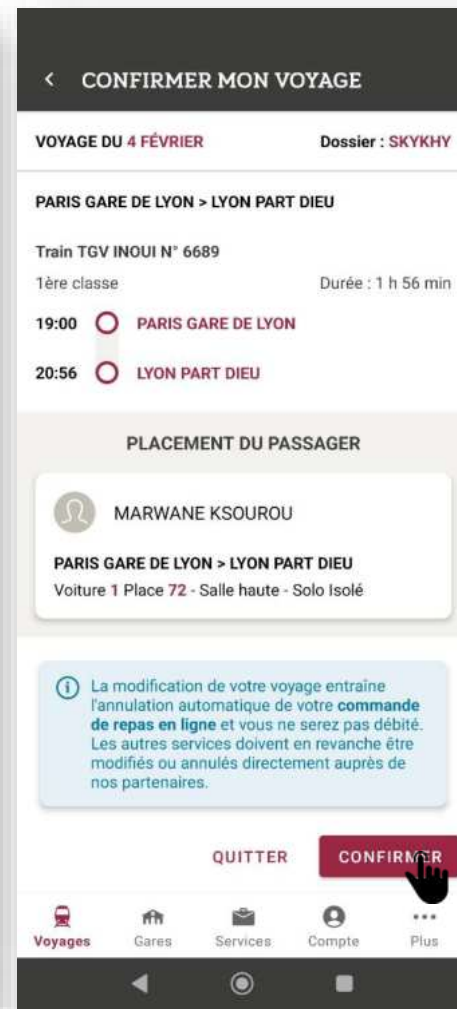 < CONFIRMER MON VOYAGE
VOYAGE DU 4 FÉVRIER Dossier : SKYKHY
PARIS GARE DE LYON > LYON PART DIEU
Train TGV INOUI N° 6689
1ère classe Durée : 1 h 56 min
19:00 PARIS GARE DE LYON
20:56 LYON PART DIEU
PLACEMENT DU PASSAGER
MARWANE KSOUROU
PARIS GARE DE LYON > LYON PART DIEU
Voiture 1 Place 72 - Salle haute - Solo Isolé
La modification de votre voyage entraîne
l'annulation automatique de votre commande
de repas en ligne et vous ne serez pas débité.
Les autres services doivent en revanche être
modifiés ou annulés directement auprès de
nos partenaires.
QUITTER CONFIRMER
Voyages Gares Services Compte Plus